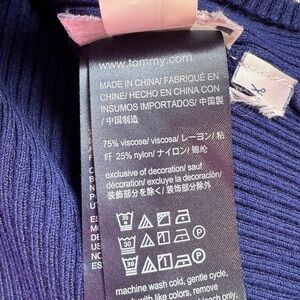 www.tommy.com
MADE IN CHINA/ FABRIQUÉ EN
CHINE/ HECHO EN CHINA CON
INSUMOS IMPORTADOS/ 中国製
/ 中国制造
75% viscose/ viscosa/ レーヨン/ 粘
纤 25% nylon/ ナイロン/ 锦纶
exclusive of decoration/ sauf
décoration/ excluye la decoración/
装飾部分を除く/ 装饰部分除外
30
30
machine wash cold, gentle cycle,
wash with like colors, remove